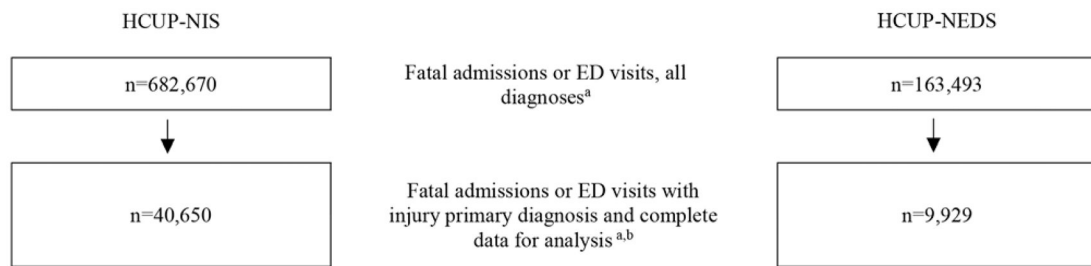 HCUP-NIS
HCUP-NEDS
n=682,670
Fatal admissions or ED visits, all
diagnosesᵃ
n=163,493
n=40,650
Fatal admissions or ED visits with
injury primary diagnosis and complete
data for analysis ᵃ,ᵇ
n=9,929